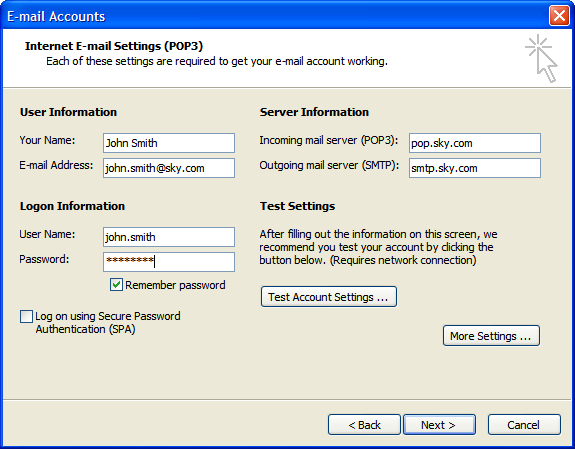 E-mail Accounts
Internet E-mail Settings (POP3)
Each of these settings are required to get your e-mail account working.
User Information
Your Name: John Smith
E-mail Address: john.smith@sky.com
Server Information
Incoming mail server (POP3): pop.sky.com
Outgoing mail server (SMTP): smtp.sky.com
Logon Information
User Name: john.smith
Password: ********
Remember password
Log on using Secure Password
Authentication (SPA)
Test Settings
After filling out the information on this screen, we
recommend you test your account by clicking the
button below. (Requires network connection)
Test Account Settings ...
More Settings ...
< Back
Next >
Cancel